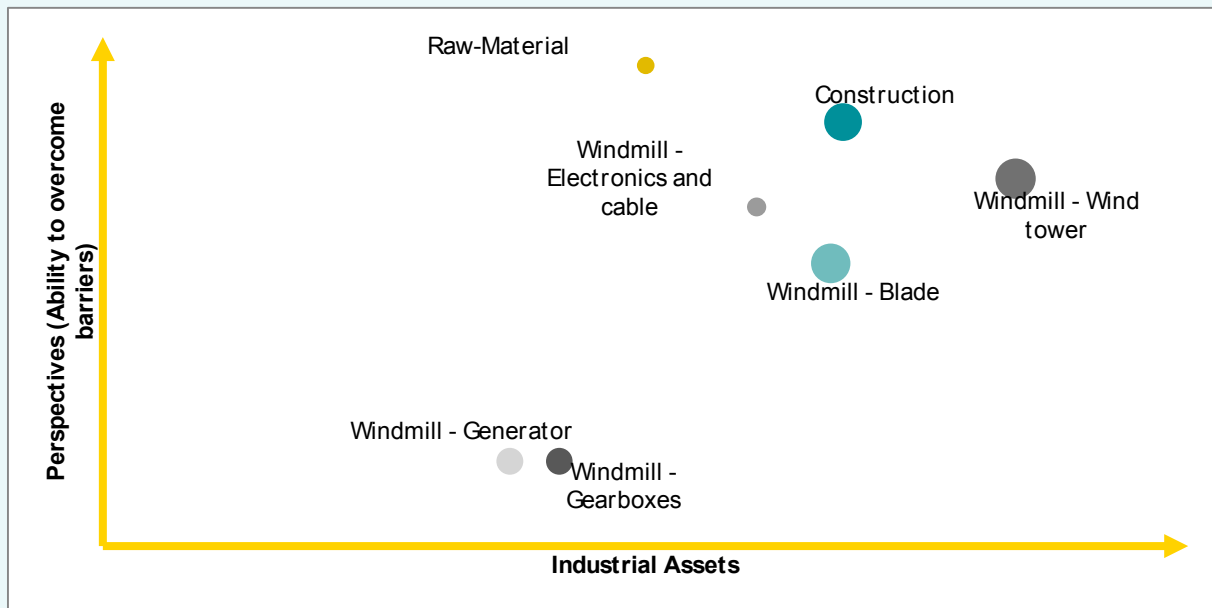 Raw-Material
Construction
Windmill -
Electronics and
cable
Windmill - Wind
tower
Windmill - Blade
Windmill - Generator
Windmill -
Gearboxes
Perspectives (Ability to overcome
barriers)
Industrial Assets